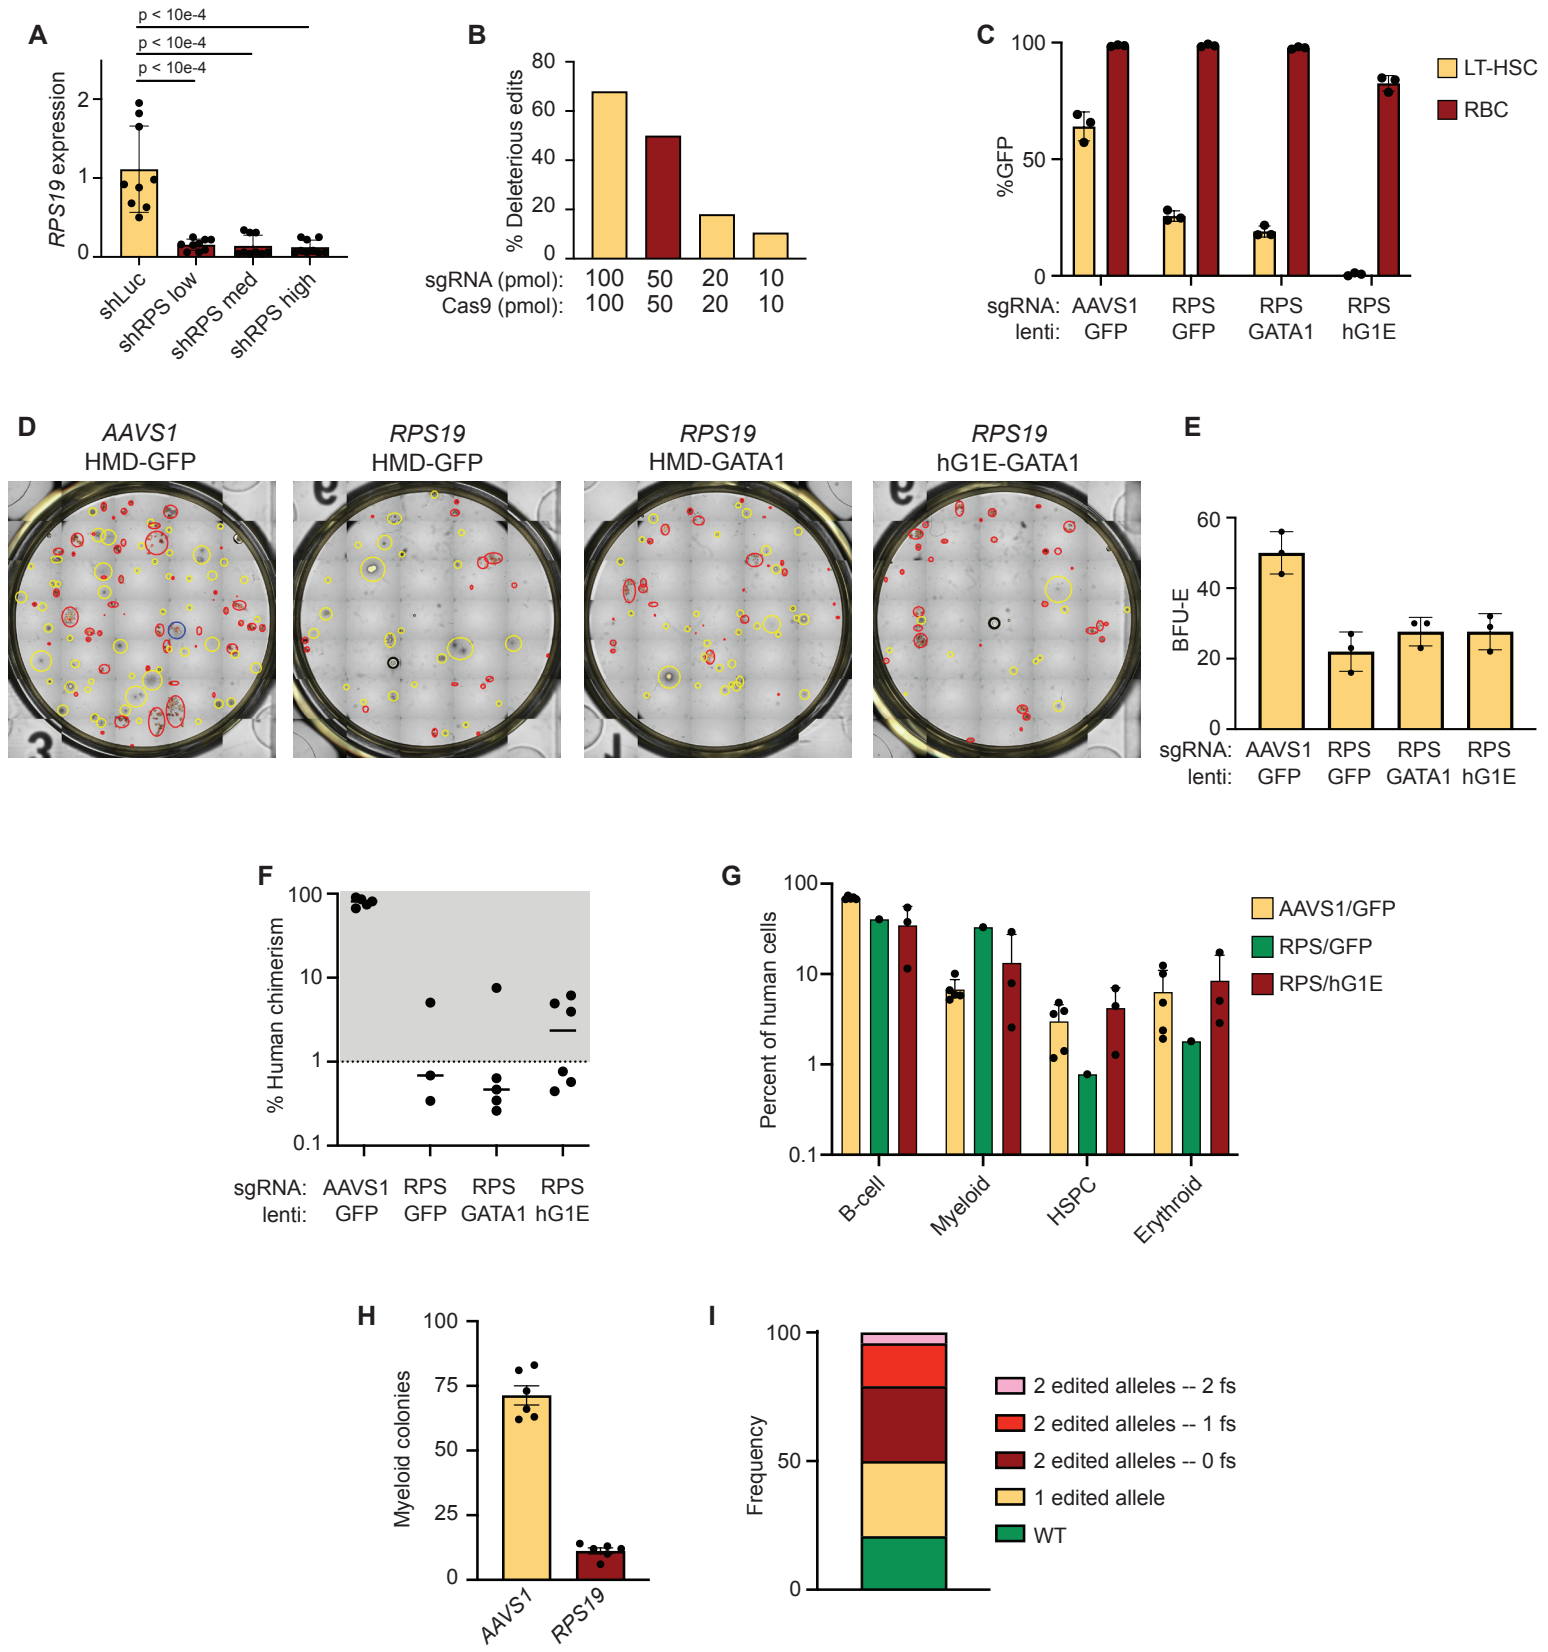 A
p < 10e-4
p < 10e-4
p < 10e-4
RPS19 expression
2
1
0
shLuc
shRPS low
shRPS med
shRPS high
B
% Deleterious edits
80
60
40
20
0
sgRNA (pmol): 100 50 20 10
Cas9 (pmol): 100 50 20 10
C
%GFP
100
50
0
sgRNA: AAVS1 RPS RPS RPS
lenti: GFP GFP GATA1 hG1E
LT-HSC
RBC
D
AAVS1
HMD-GFP
RPS19
HMD-GFP
RPS19
HMD-GATA1
RPS19
hG1E-GATA1
3
E
BFU-E
60
40
20
0
sgRNA: AAVS1 RPS RPS RPS
lenti: GFP GFP GATA1 hG1E
F
% Human chimerism
100
10
1
0.1
sgRNA: AAVS1 RPS RPS RPS
lenti: GFP GFP GATA1 hG1E
G
Percent of human cells
100
10
1
0.1
B-cell
Myeloid
HSPC
Erythroid
AAVS1/GFP
RPS/GFP
RPS/hG1E
H
Myeloid colonies
100
75
50
25
0
AAVS1
RPS19
I
Frequency
100
50
0
2 edited alleles -- 2 fs
2 edited alleles -- 1 fs
2 edited alleles -- 0 fs
1 edited allele
WT